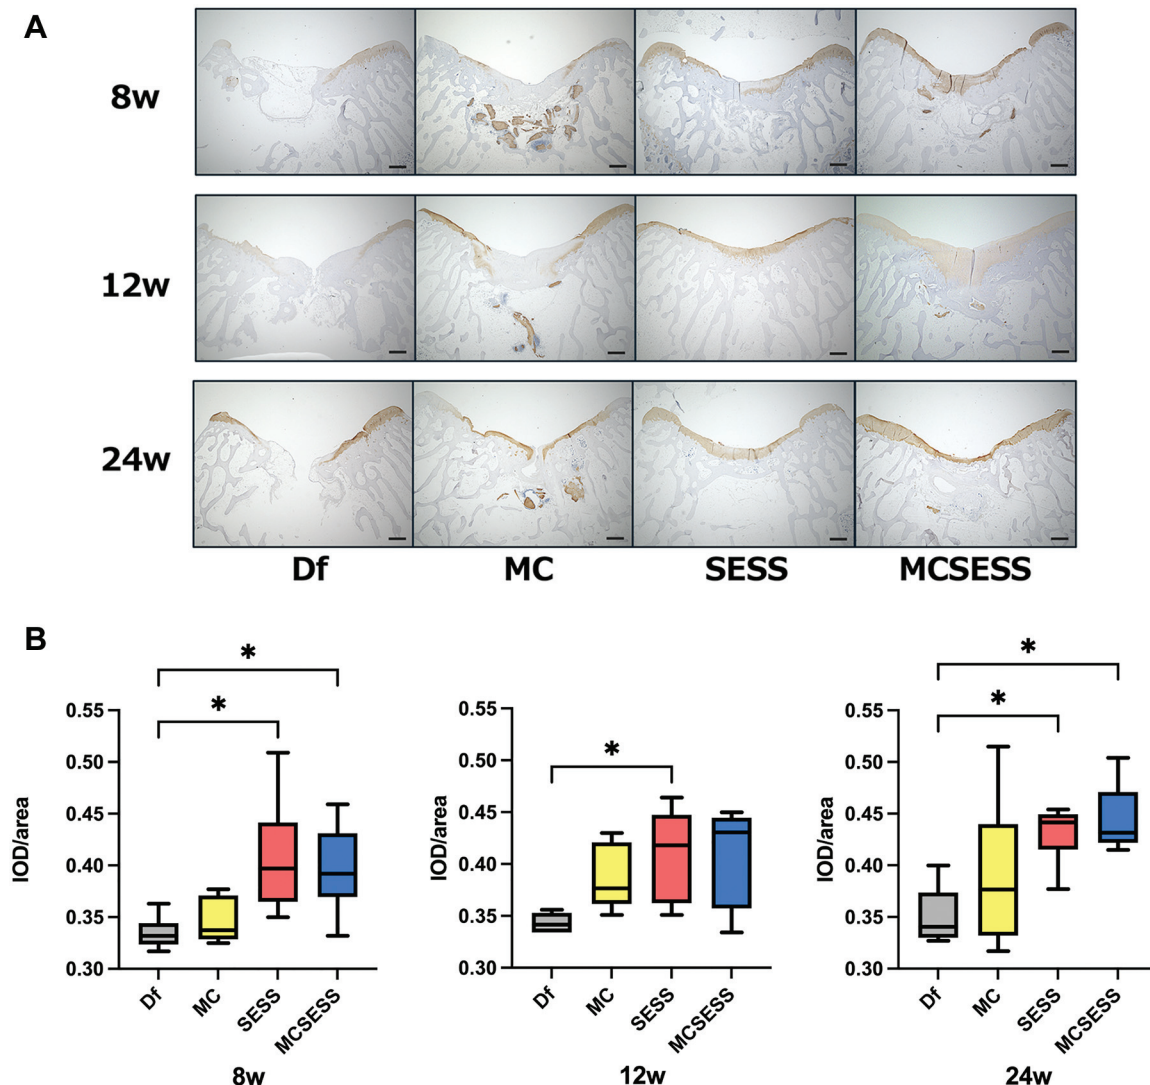 A
8w
12w
24w
Df MC SESS MCSESS
B
* *
IOD/area
0.55
0.50
0.45
0.40
0.35
0.30
Df MC SESS MCSESS
8w
*
IOD/area
0.55
0.50
0.45
0.40
0.35
0.30
Df MC SESS MCSESS
12w
* *
IOD/area
0.55
0.50
0.45
0.40
0.35
0.30
Df MC SESS MCSESS
24w